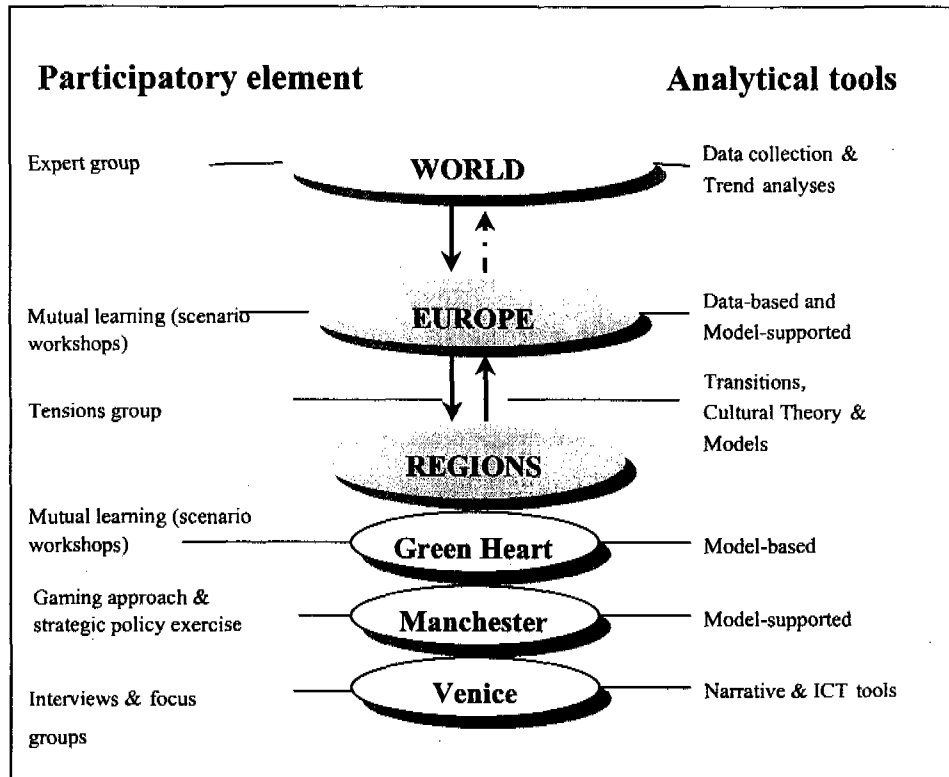 Participatory element
Analytical tools
Expert group
WORLD
Data collection &
Trend analyses
Mutual learning (scenario
workshops)
EUROPE
Data-based and
Model-supported
Tensions group
Transitions,
Cultural Theory &
Models
REGIONS
Mutual learning (scenario
workshops)
Green Heart
Model-based
Gaming approach &
strategic policy exercise
Manchester
Model-supported
Interviews & focus
groups
Venice
Narrative & ICT tools